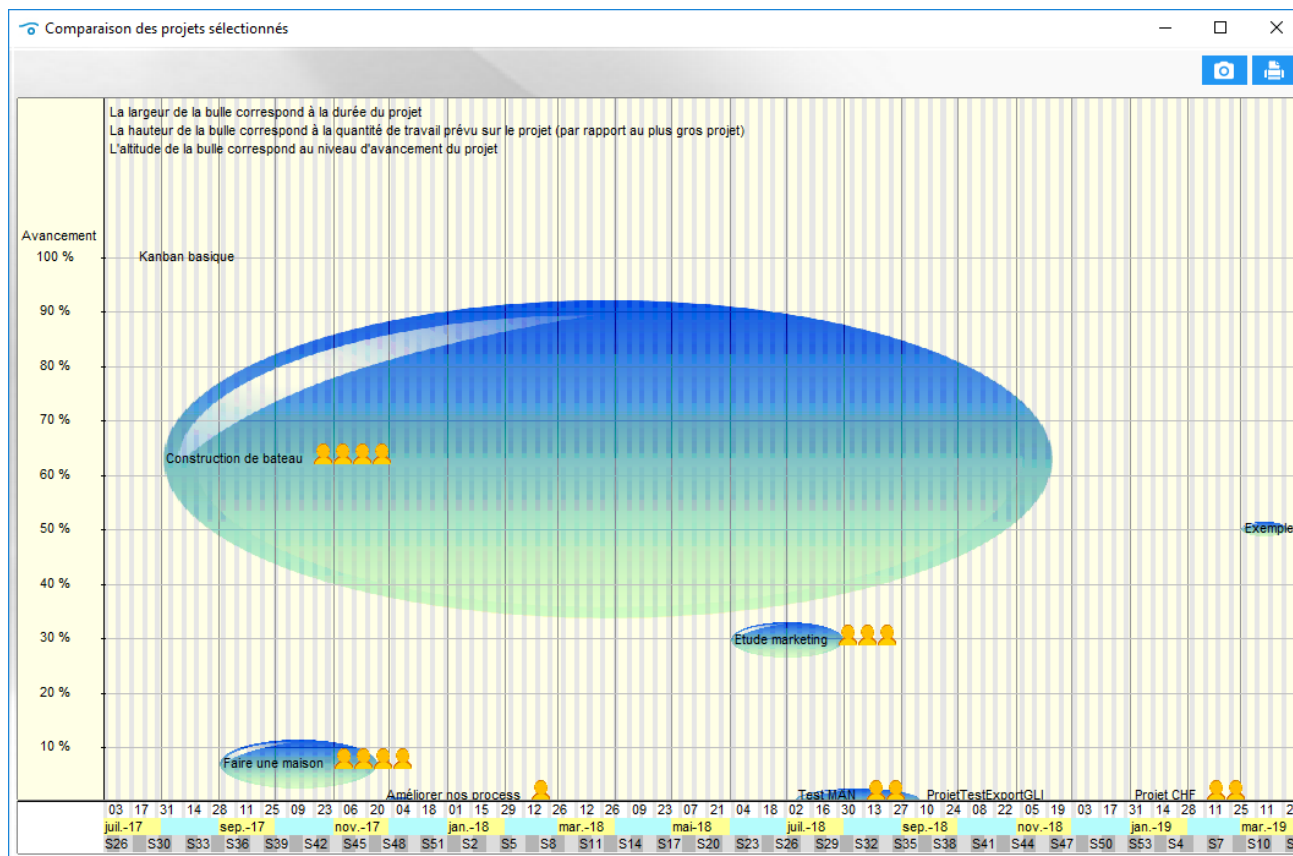 Comparaison des projets sélectionnés
La largeur de la bulle correspond à la durée du projet
La hauteur de la bulle correspond à la quantité de travail prévu sur le projet (par rapport au plus gros projet)
L'altitude de la bulle correspond au niveau d'avancement du projet
Avancement
100 %
Kanban basique
90 %
80 %
70 %
Construction de bateau
60 %
50 %
Exemple
40 %
30 %
Etude marketing
20 %
10 %
Faire une maison
Améliorer nos process
Test MAN
ProjetTestExportGLI
Projet CHF
03 17 31 14 28 11 25 09 23 06 20 04 18 01 15 29 12 26 12 26 09 23 07 21 04 18 02 16 30 13 27 10 24 08 22 05 19 03 17 31 14 28 11 25 11
juil.-17 sep.-17 nov.-17 jan.-18 mar.-18 mai-18 juil.-18 sep.-18 nov.-18 jan.-19 mar.-19
S26 S30 S33 S36 S39 S42 S45 S48 S51 S2 S5 S8 S11 S14 S17 S20 S23 S26 S29 S32 S35 S38 S41 S44 S47 S50 S53 S4 S7 S10